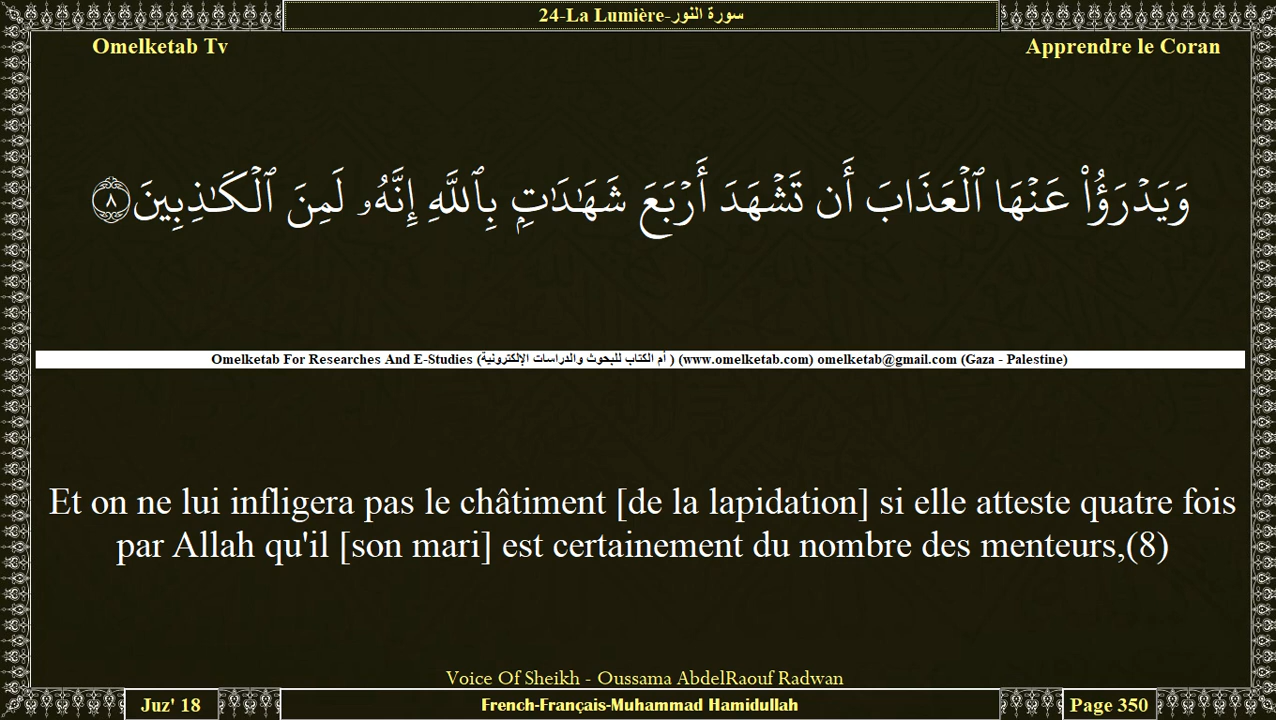 24-La Lumière-سورة النور
Omelketab Tv
Apprendre le Coran
وَيَدْرَؤُا۟ عَنْهَا ٱلْعَذَابَ أَن تَشْهَدَ أَرْبَعَ شَهَٰدَٰتٍۭ بِٱللَّهِ إِنَّهُۥ لَمِنَ ٱلْكَٰذِبِينَ ٨
Omelketab For Researches And E-Studies (أم الكتاب للبحوث والدراسات الإلكترونية ) (www.omelketab.com) omelketab@gmail.com (Gaza - Palestine)
Et on ne lui infligera pas le châtiment [de la lapidation] si elle atteste quatre fois
par Allah qu'il [son mari] est certainement du nombre des menteurs,(8)
Voice Of Sheikh - Oussama AbdelRaouf Radwan
Juz' 18
French-Français-Muhammad Hamidullah
Page 350